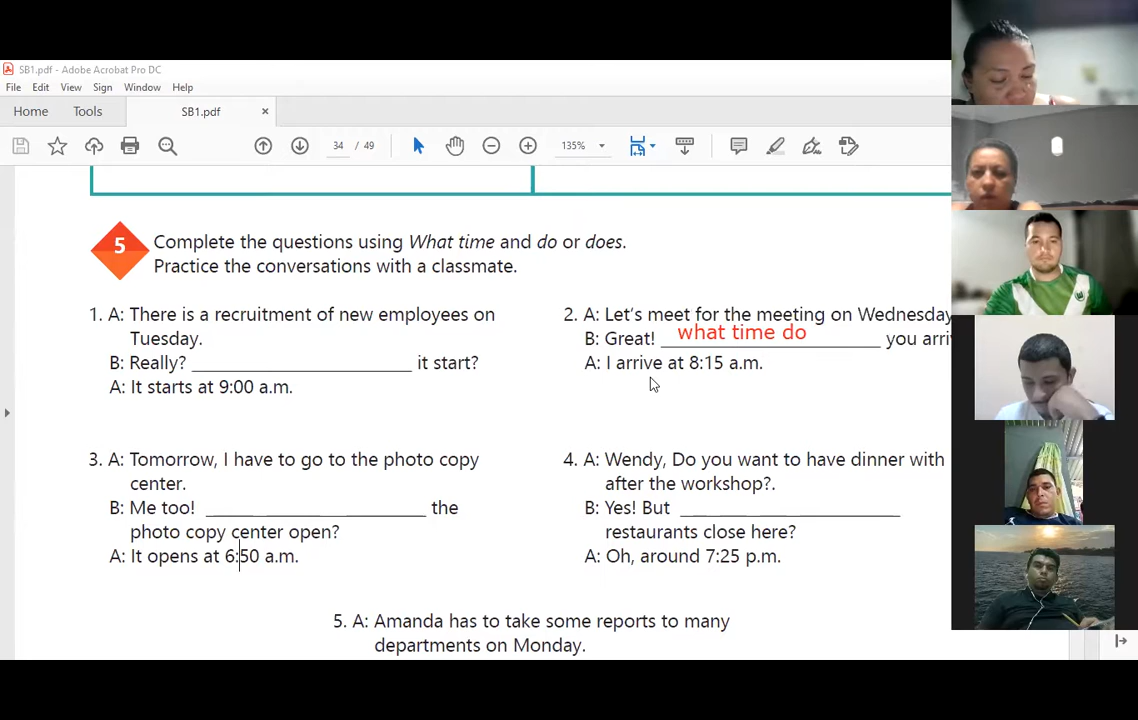 SB1.pdf - Adobe Acrobat Pro DC
File Edit View Sign Window Help
Home Tools SB1.pdf ×
34 / 49 135%
5
Complete the questions using What time and do or does.
Practice the conversations with a classmate.
1. A: There is a recruitment of new employees on
Tuesday.
B: Really? ______________________ it start?
A: It starts at 9:00 a.m.
2. A: Let's meet for the meeting on Wednesday
B: Great! what time do you arri
A: I arrive at 8:15 a.m.
3. A: Tomorrow, I have to go to the photo copy
center.
B: Me too! ______________________ the
photo copy center open?
A: It opens at 6:50 a.m.
4. A: Wendy, Do you want to have dinner with
after the workshop?.
B: Yes! But ______________________
restaurants close here?
A: Oh, around 7:25 p.m.
5. A: Amanda has to take some reports to many
departments on Monday.